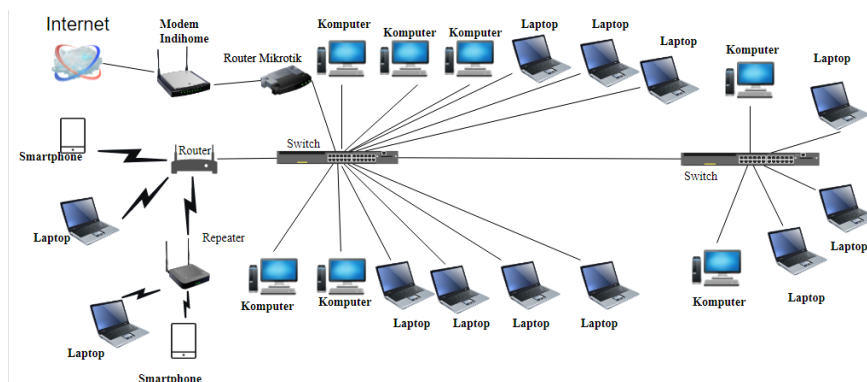 Internet
Modem
Indihome
Router Mikrotik
Komputer
Komputer
Komputer
Laptop
Laptop
Laptop
Komputer
Laptop
Smartphone
Router
Switch
Switch
Laptop
Repeater
Laptop
Smartphone
Komputer
Komputer
Laptop
Laptop
Laptop
Laptop
Komputer
Laptop
Laptop